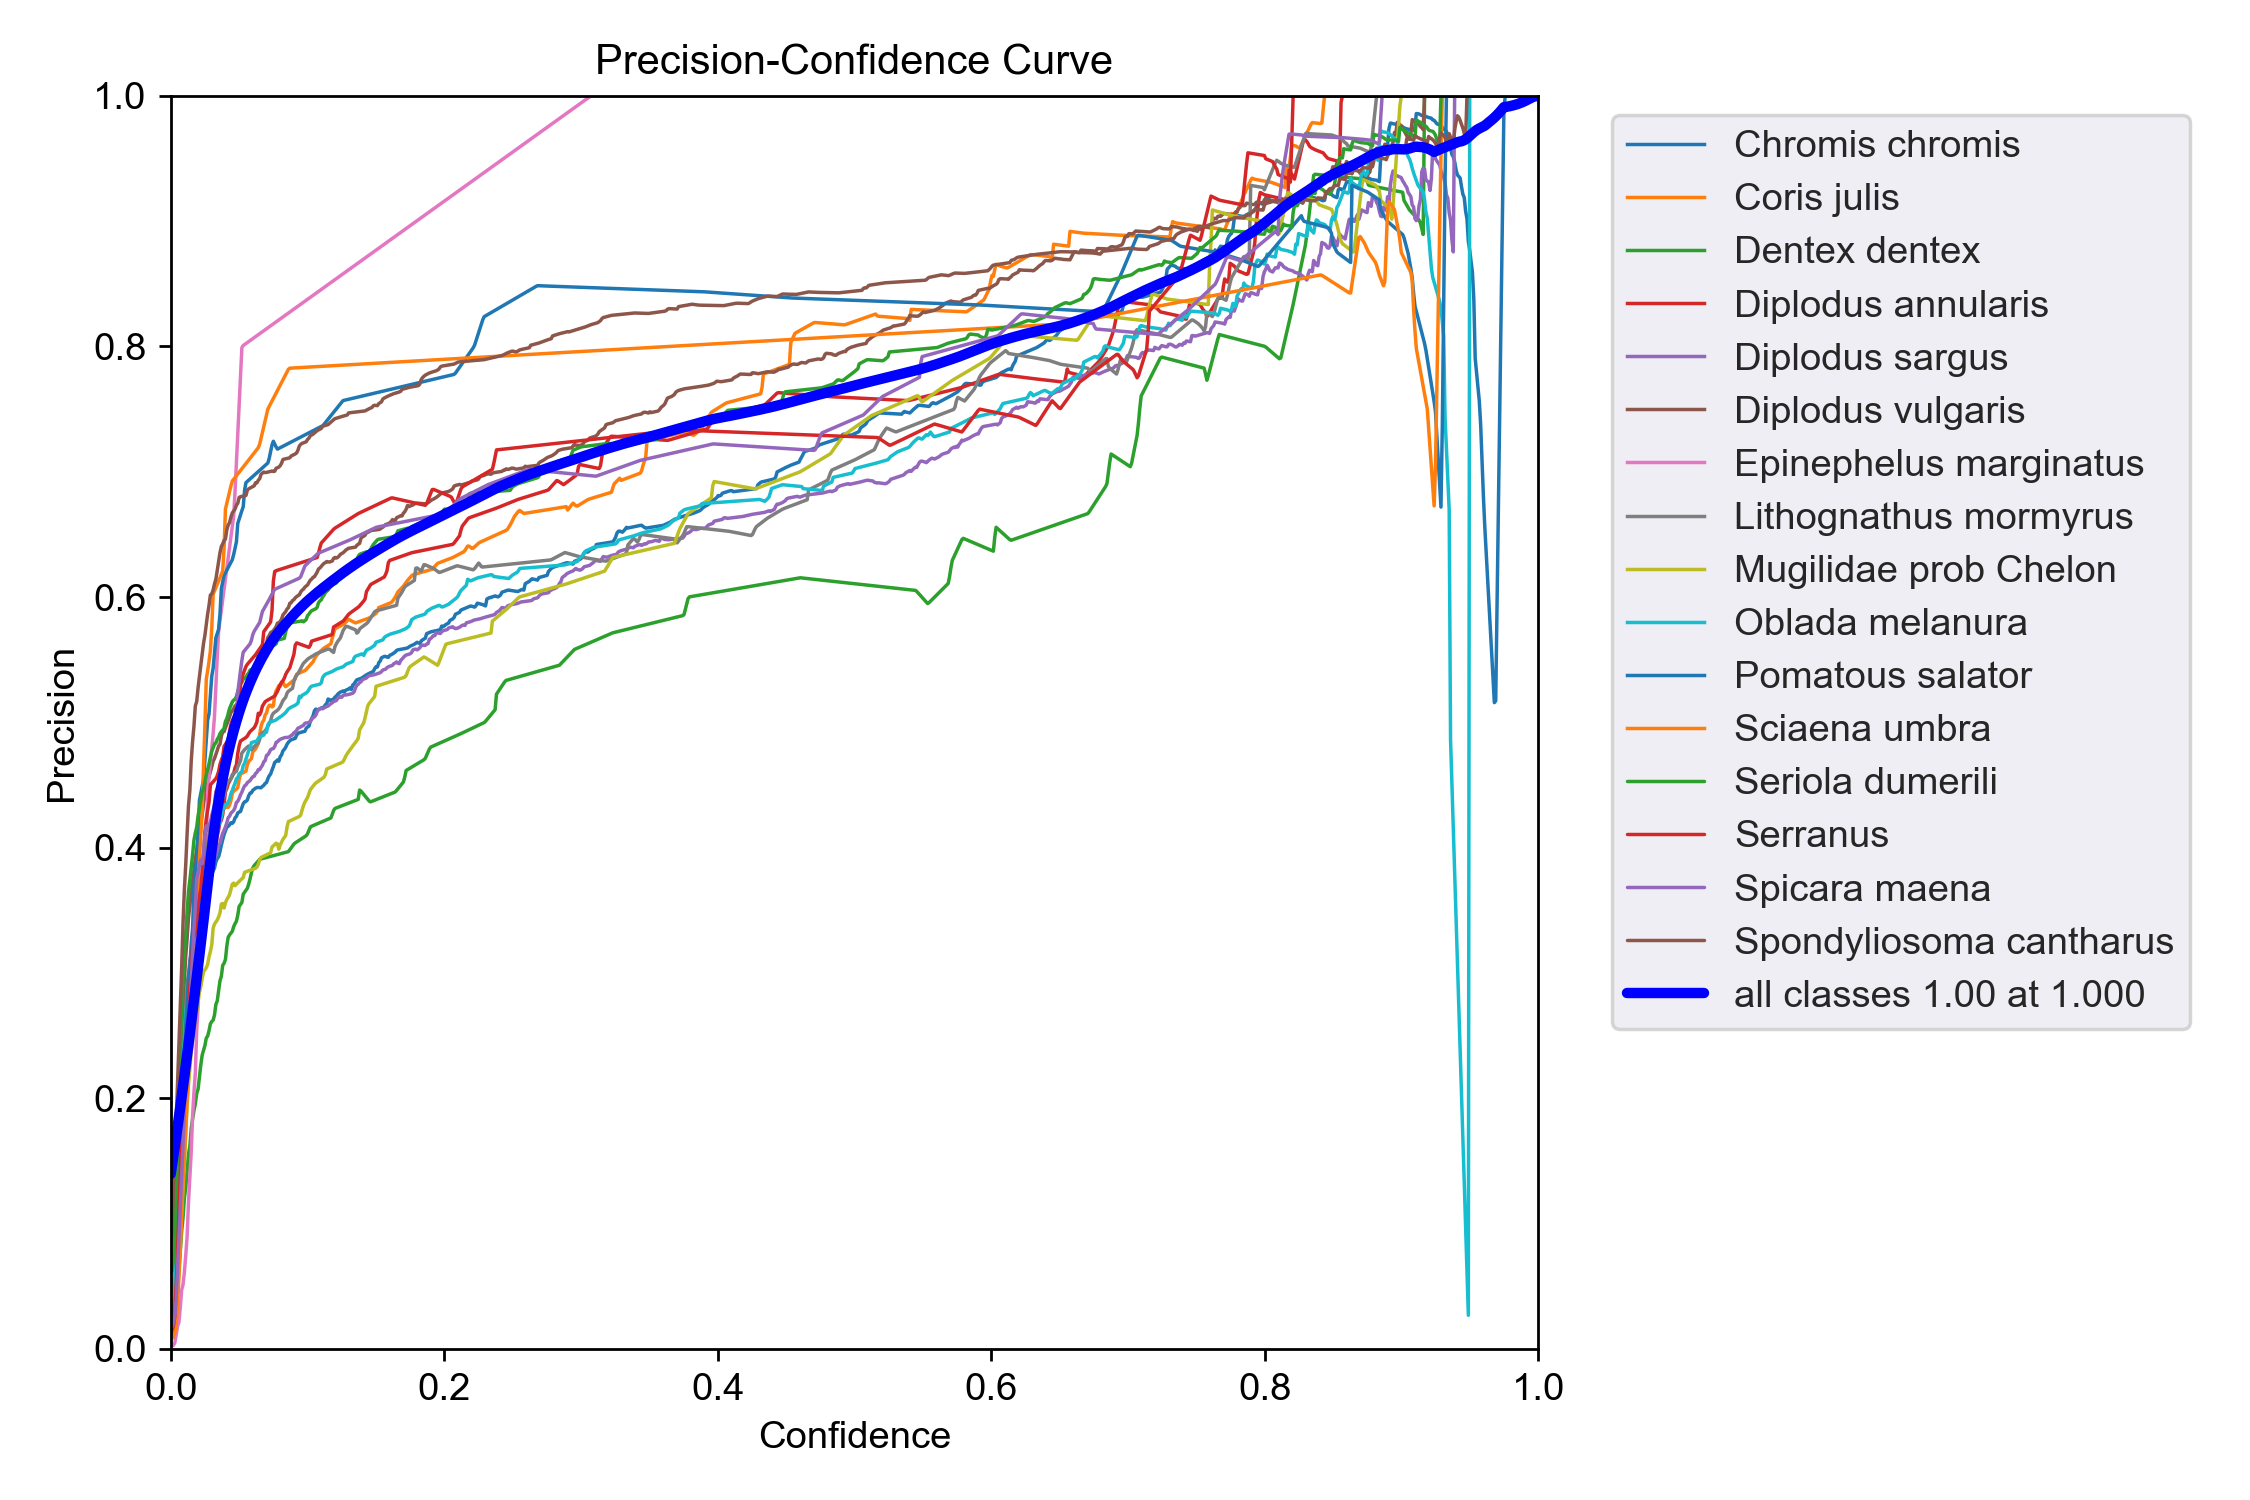 Precision-Confidence Curve
1.0
0.8
0.6
0.4
0.2
0.0
Precision
0.0 0.2 0.4 0.6 0.8 1.0
Confidence
Chromis chromis
Coris julis
Dentex dentex
Diplodus annularis
Diplodus sargus
Diplodus vulgaris
Epinephelus marginatus
Lithognathus mormyrus
Mugilidae prob Chelon
Oblada melanura
Pomatous salator
Sciaena umbra
Seriola dumerili
Serranus
Spicara maena
Spondyliosoma cantharus
all classes 1.00 at 1.000